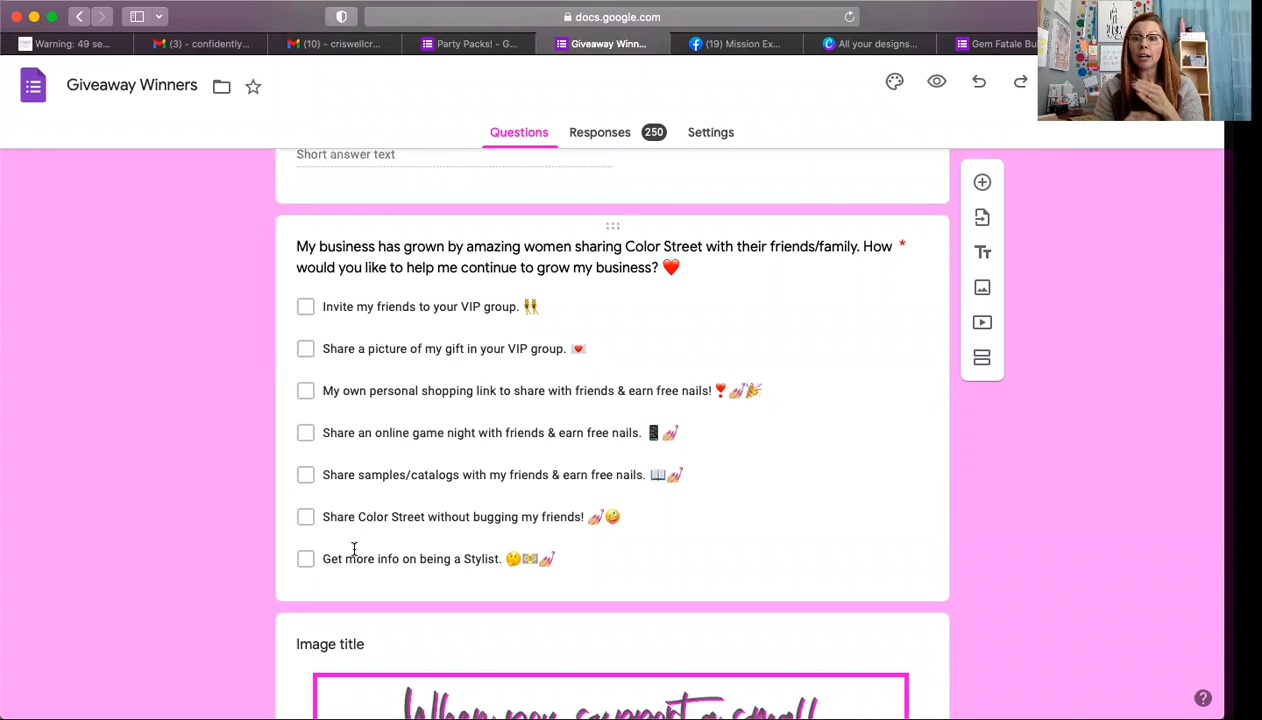 docs.google.com
Warning: 49 se...
(3) - confidently...
(10) - criswellcr...
Party Packs! - G...
Giveaway Winn...
(19) Mission Ex...
All your designs...
Gem Fatale Bu
Giveaway Winners
Questions
Responses 250
Settings
Short answer text
My business has grown by amazing women sharing Color Street with their friends/family. How *
would you like to help me continue to grow my business? ❤️
Invite my friends to your VIP group. 👯
Share a picture of my gift in your VIP group. 💌
My own personal shopping link to share with friends & earn free nails! ❣️💅🎉
Share an online game night with friends & earn free nails. 📱💅
Share samples/catalogs with my friends & earn free nails. 📖💅
Share Color Street without bugging my friends! 💅🤪
Get more info on being a Stylist. 🤔💵💅
Tт
Image title
When you support a small
?